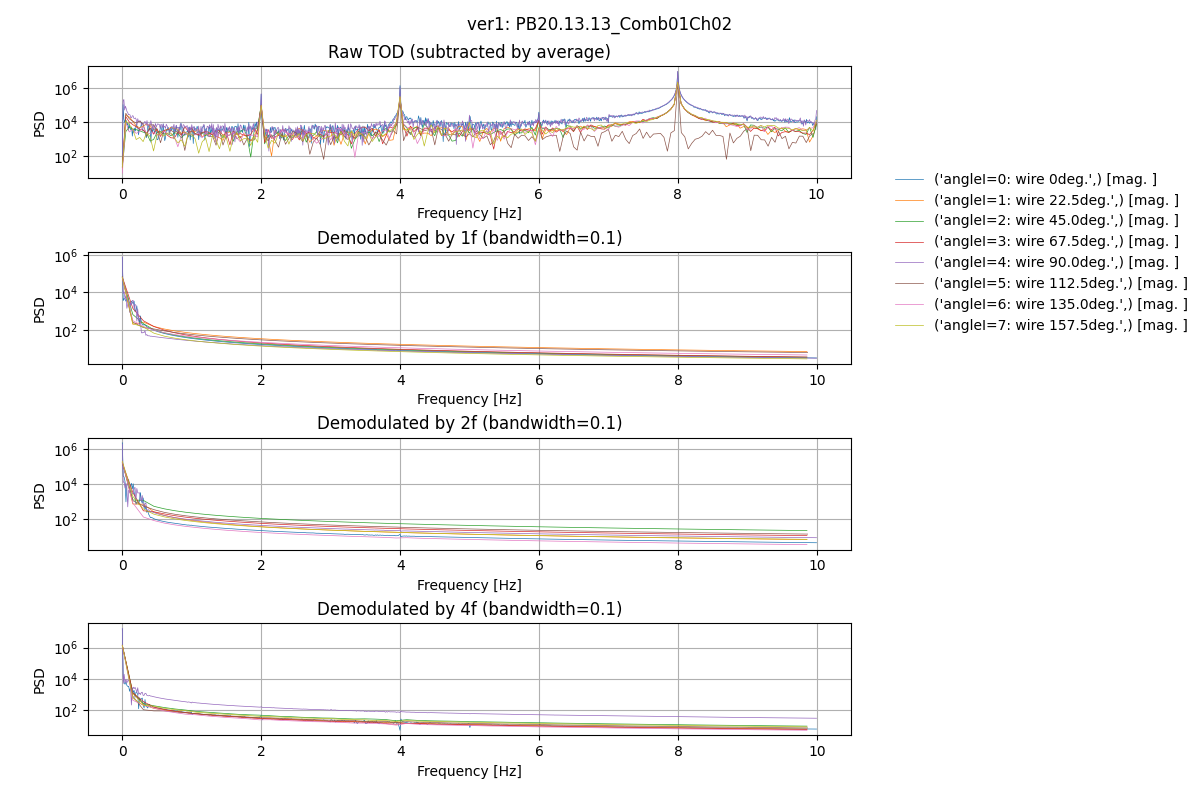 ver1: PB20.13.13_Comb01Ch02
Raw TOD (subtracted by average)
PSD
10^6
10^4
10^2
0 2 4 6 8 10
Frequency [Hz]
Demodulated by 1f (bandwidth=0.1)
PSD
10^6
10^4
10^2
0 2 4 6 8 10
Frequency [Hz]
Demodulated by 2f (bandwidth=0.1)
PSD
10^6
10^4
10^2
0 2 4 6 8 10
Frequency [Hz]
Demodulated by 4f (bandwidth=0.1)
PSD
10^6
10^4
10^2
0 2 4 6 8 10
Frequency [Hz]
('angleI=0: wire 0deg.',) [mag. ]
('angleI=1: wire 22.5deg.',) [mag. ]
('angleI=2: wire 45.0deg.',) [mag. ]
('angleI=3: wire 67.5deg.',) [mag. ]
('angleI=4: wire 90.0deg.',) [mag. ]
('angleI=5: wire 112.5deg.',) [mag. ]
('angleI=6: wire 135.0deg.',) [mag. ]
('angleI=7: wire 157.5deg.',) [mag. ]